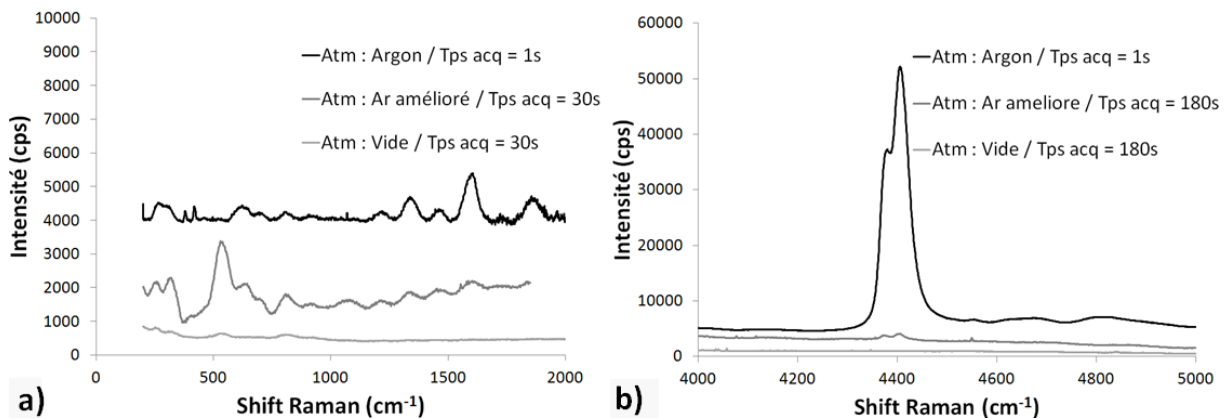 10000
9000
8000
7000
6000
5000
4000
3000
2000
1000
0
Intensité (cps)
Atm : Argon / Tps acq = 1s
Atm : Ar amélioré / Tps acq = 30s
Atm : Vide / Tps acq = 30s
0 500 1000 1500 2000
Shift Raman (cm⁻¹)
a)
60000
50000
40000
30000
20000
10000
0
Intensité (cps)
Atm : Argon / Tps acq = 1s
Atm : Ar ameliore / Tps acq = 180s
Atm : Vide / Tps acq = 180s
4000 4200 4400 4600 4800 5000
Shift Raman (cm⁻¹)
b)